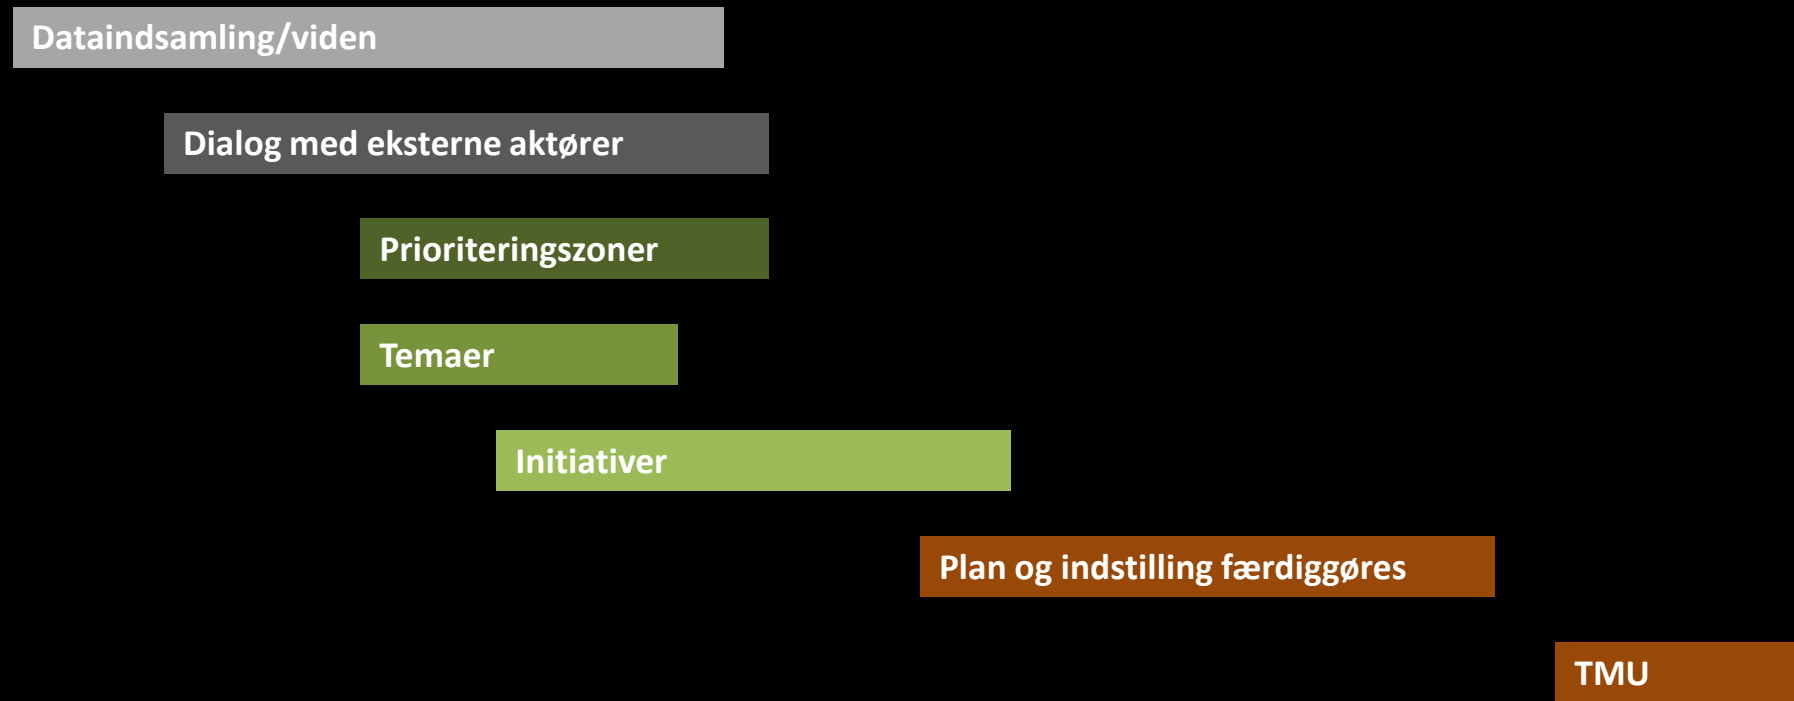 Dataindsamling/viden
Dialog med eksterne aktører
Prioriteringszoner
Temaer
Initiativer
Plan og indstilling færdiggøres
TMU